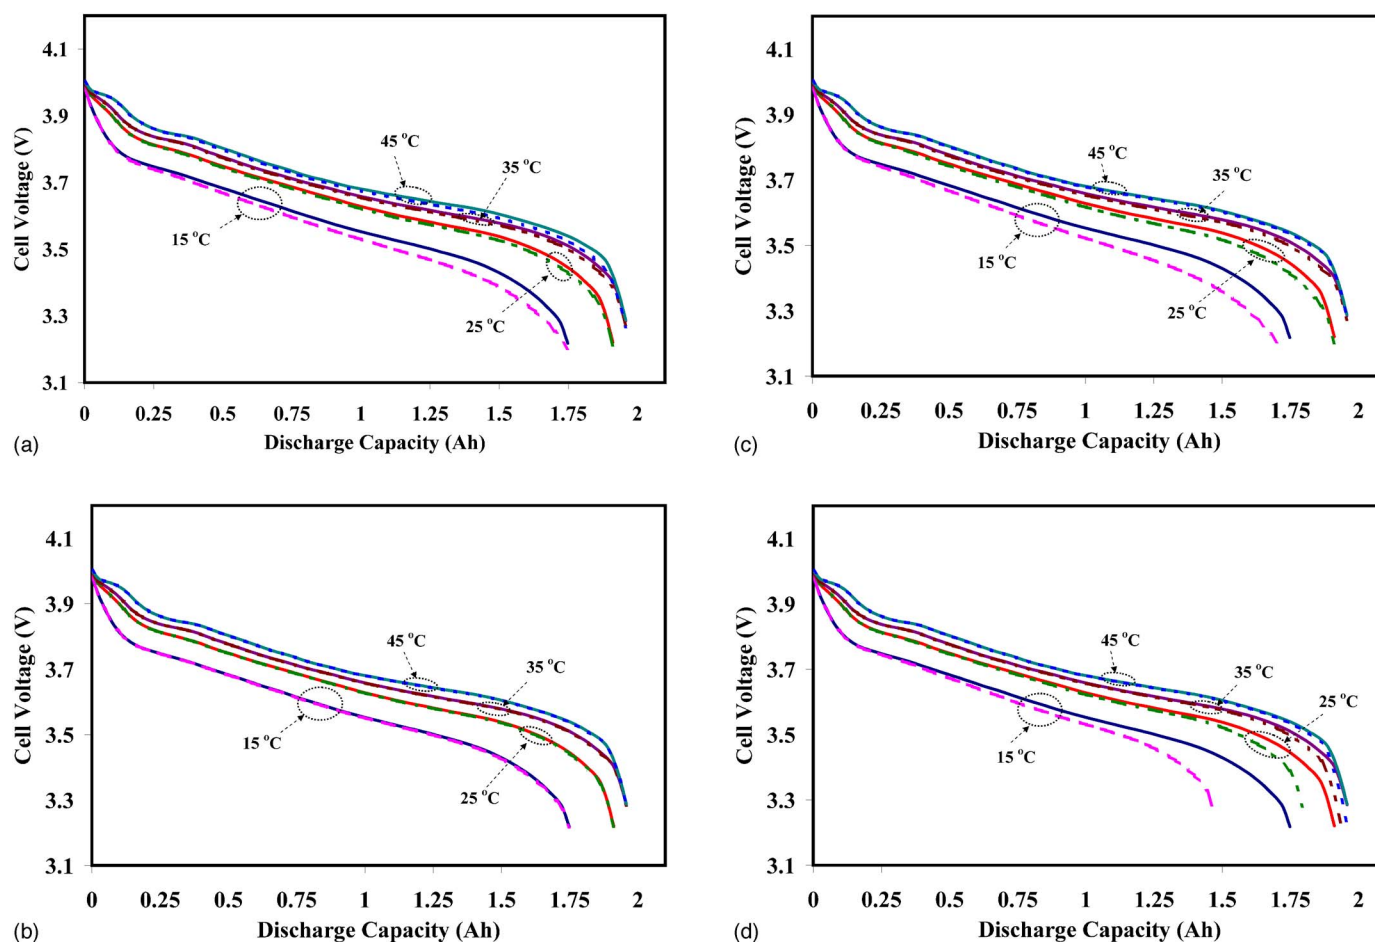 4.1
3.9
3.7
3.5
3.3
3.1
Cell Voltage (V)
45 °C
35 °C
15 °C
25 °C
0 0.25 0.5 0.75 1 1.25 1.5 1.75 2
Discharge Capacity (Ah)
(a)
4.1
3.9
3.7
3.5
3.3
3.1
Cell Voltage (V)
45 °C
35 °C
15 °C
25 °C
0 0.25 0.5 0.75 1 1.25 1.5 1.75 2
Discharge Capacity (Ah)
(c)
4.1
3.9
3.7
3.5
3.3
3.1
Cell Voltage (V)
45 °C
35 °C
15 °C
25 °C
0 0.25 0.5 0.75 1 1.25 1.5 1.75 2
Discharge Capacity (Ah)
(b)
4.1
3.9
3.7
3.5
3.3
3.1
Cell Voltage (V)
45 °C
35 °C
25 °C
15 °C
0 0.25 0.5 0.75 1 1.25 1.5 1.75 2
Discharge Capacity (Ah)
(d)